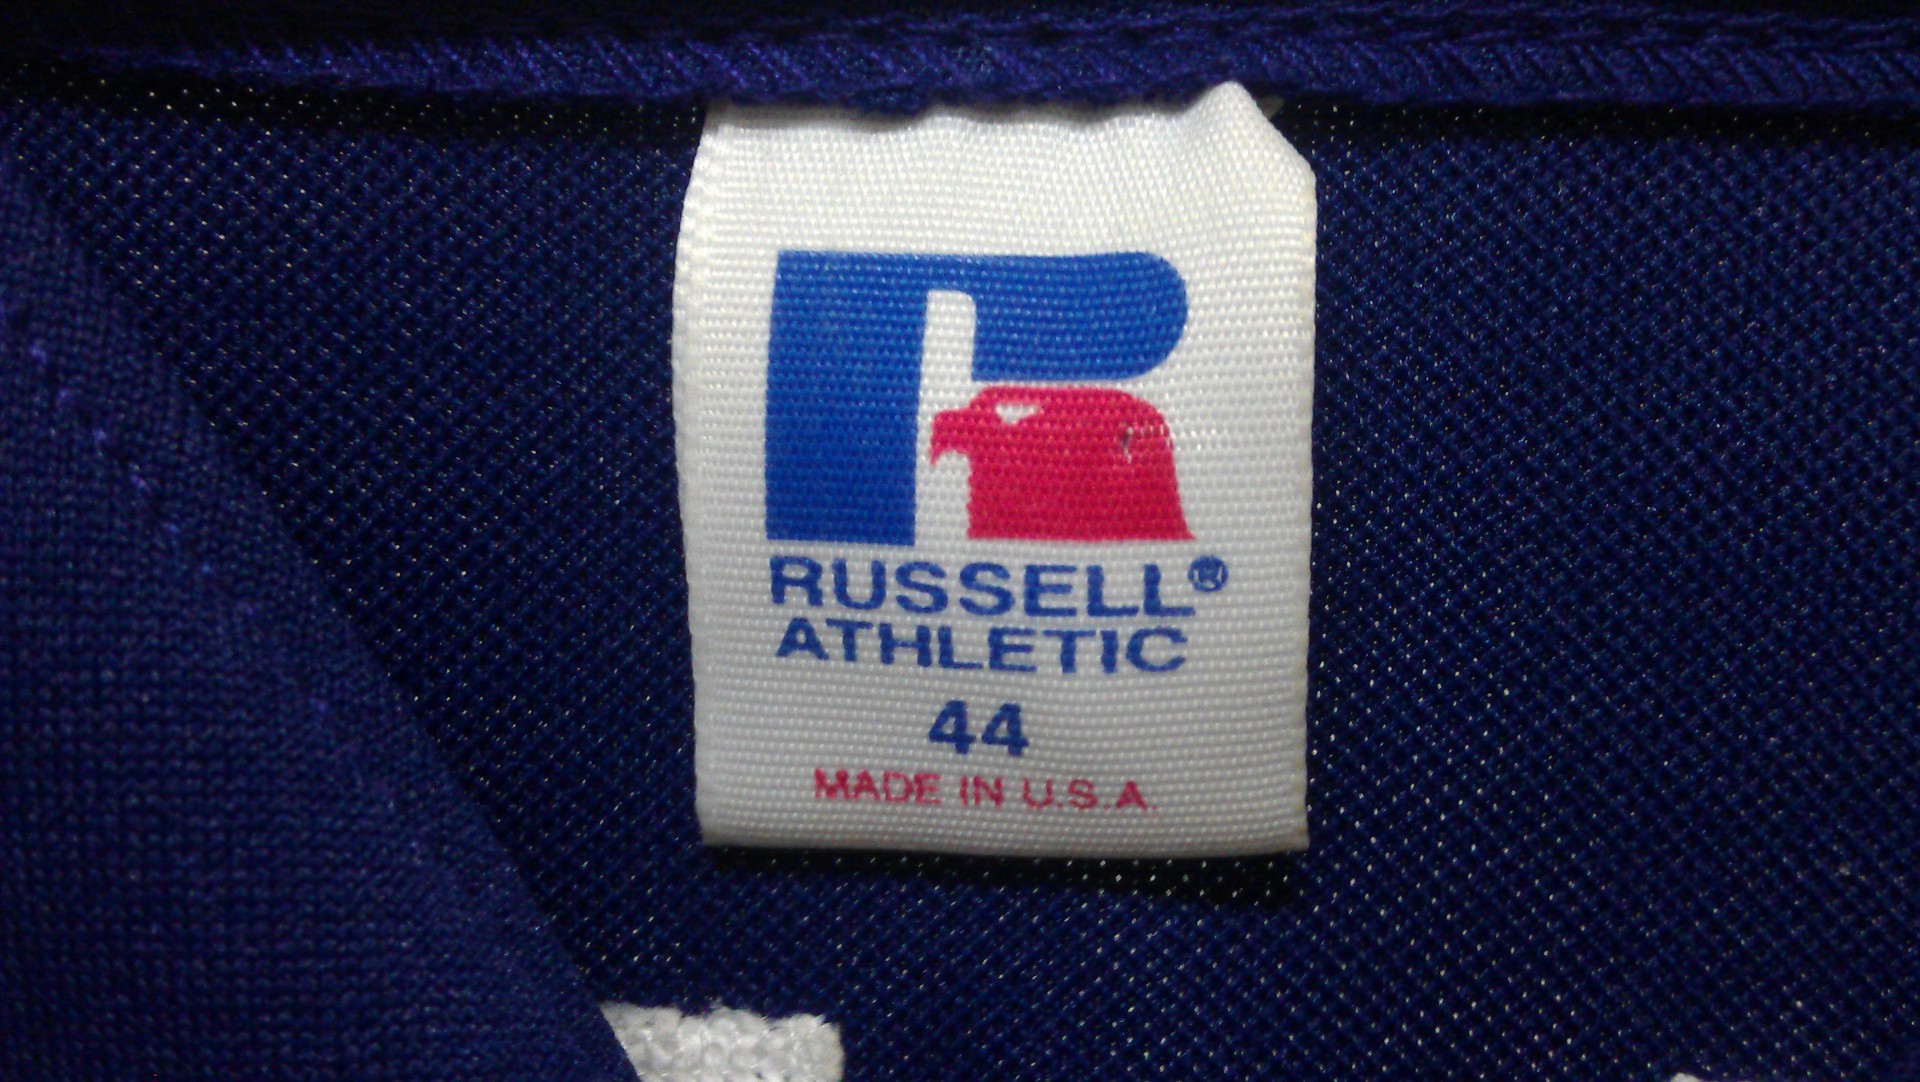 R
RUSSELL®
ATHLETIC
44
MADE IN U.S.A.